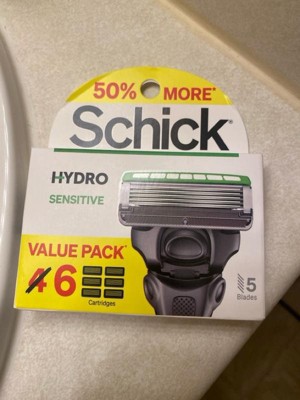 50% MORE*
Schick
HYDRO
SENSITIVE
VALUE PACK*
4 6
Cartridges
5
Blades